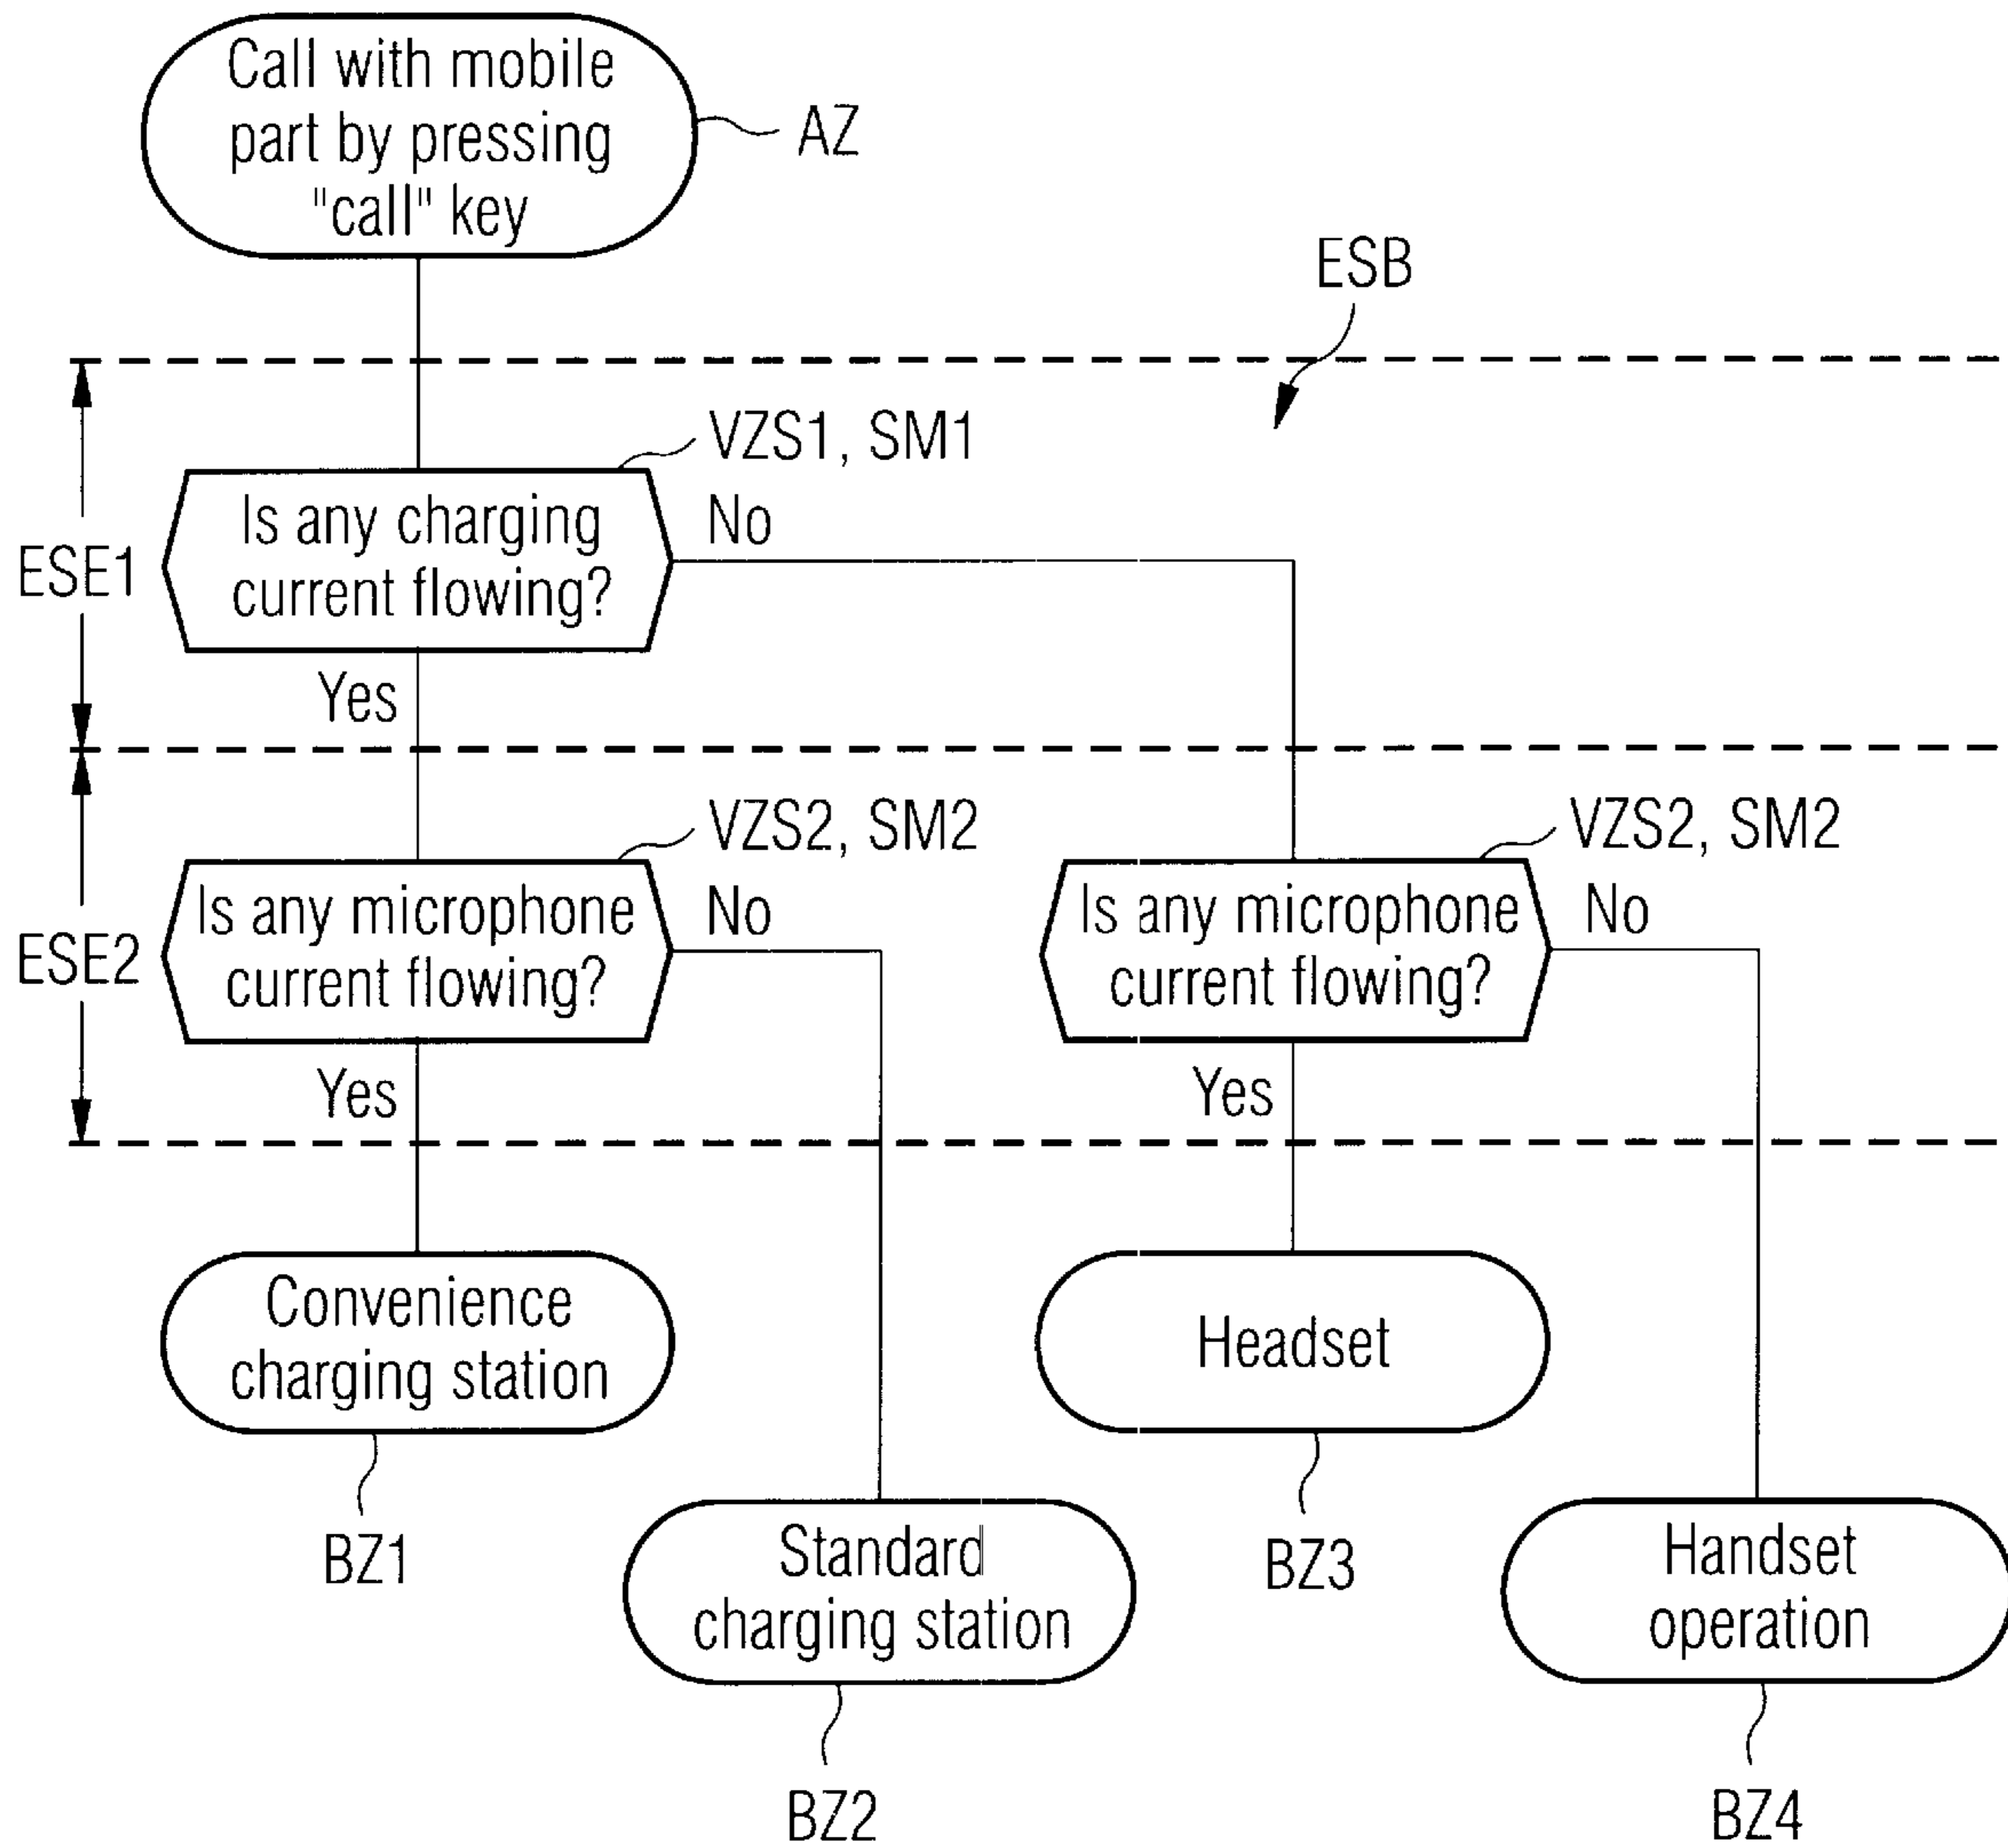 Call with mobile
part by pressing
"call" key
AZ
ESB
VZS1, SM1
Is any charging
current flowing?
No
ESE1
Yes
VZS2, SM2
Is any microphone
current flowing?
No
VZS2, SM2
Is any microphone
current flowing?
No
ESE2
Yes
Yes
Convenience
charging station
BZ1
Headset
BZ3
Standard
charging station
BZ2
Handset
operation
BZ4